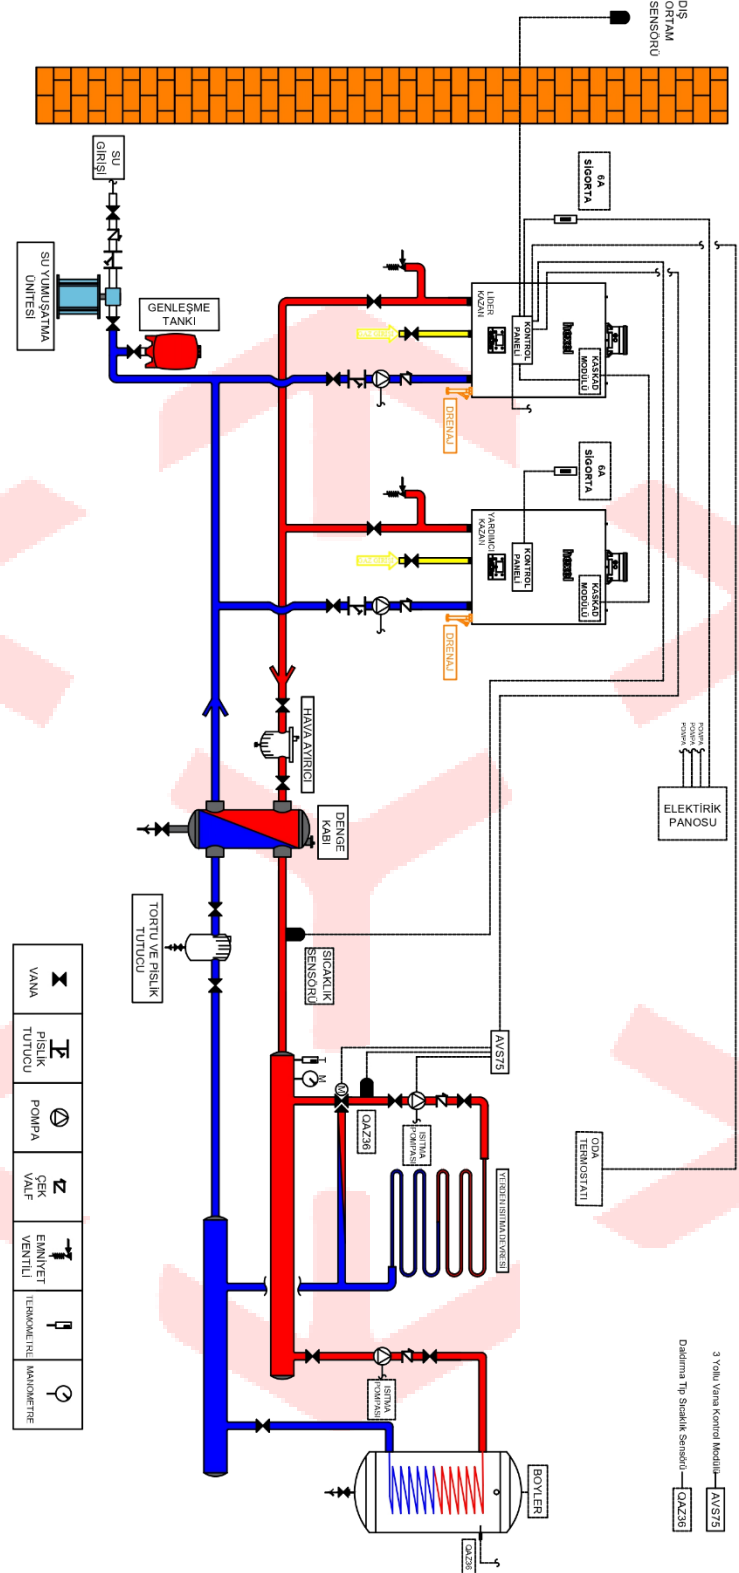 DIŞ
ORTAM
SENSÖRÜ
SU
GİRİŞİ
SU YUMUŞATMA
ÜNİTESİ
GENLEŞME
TANKI
6A
SİGORTA
LİDER
KAZAN
KONTROL
PANELİ
KASKAD
MODÜLÜ
DRENAJ
6A
SİGORTA
YARDIMCI
KAZAN
KONTROL
PANELİ
KASKAD
MODÜLÜ
DRENAJ
HAVA AYIRICI
DENGE
KABI
POMPA
POMPA
POMPA
ELEKTİRİK
PANOSU
TORTU VE PİSLİK
TUTUCU
SICAKLIK
SENSÖRÜ
T
M
M
AVS75
QAZ36
ISITMA
POMPASI
YERDEN ISITMA DEVRESİ
ODA
TERMOSTATI
ISITMA
POMPASI
BOYLER
QAZ36
3 Yollu Vana Kontrol Modülü
AVS75
Daldırma Tip Sıcaklık Sensörü
QAZ36
VANA
PİSLİK
TUTUCU
POMPA
ÇEK
VALF
EMNİYET
VENTİLİ
TERMOMETRE
MANOMETRE